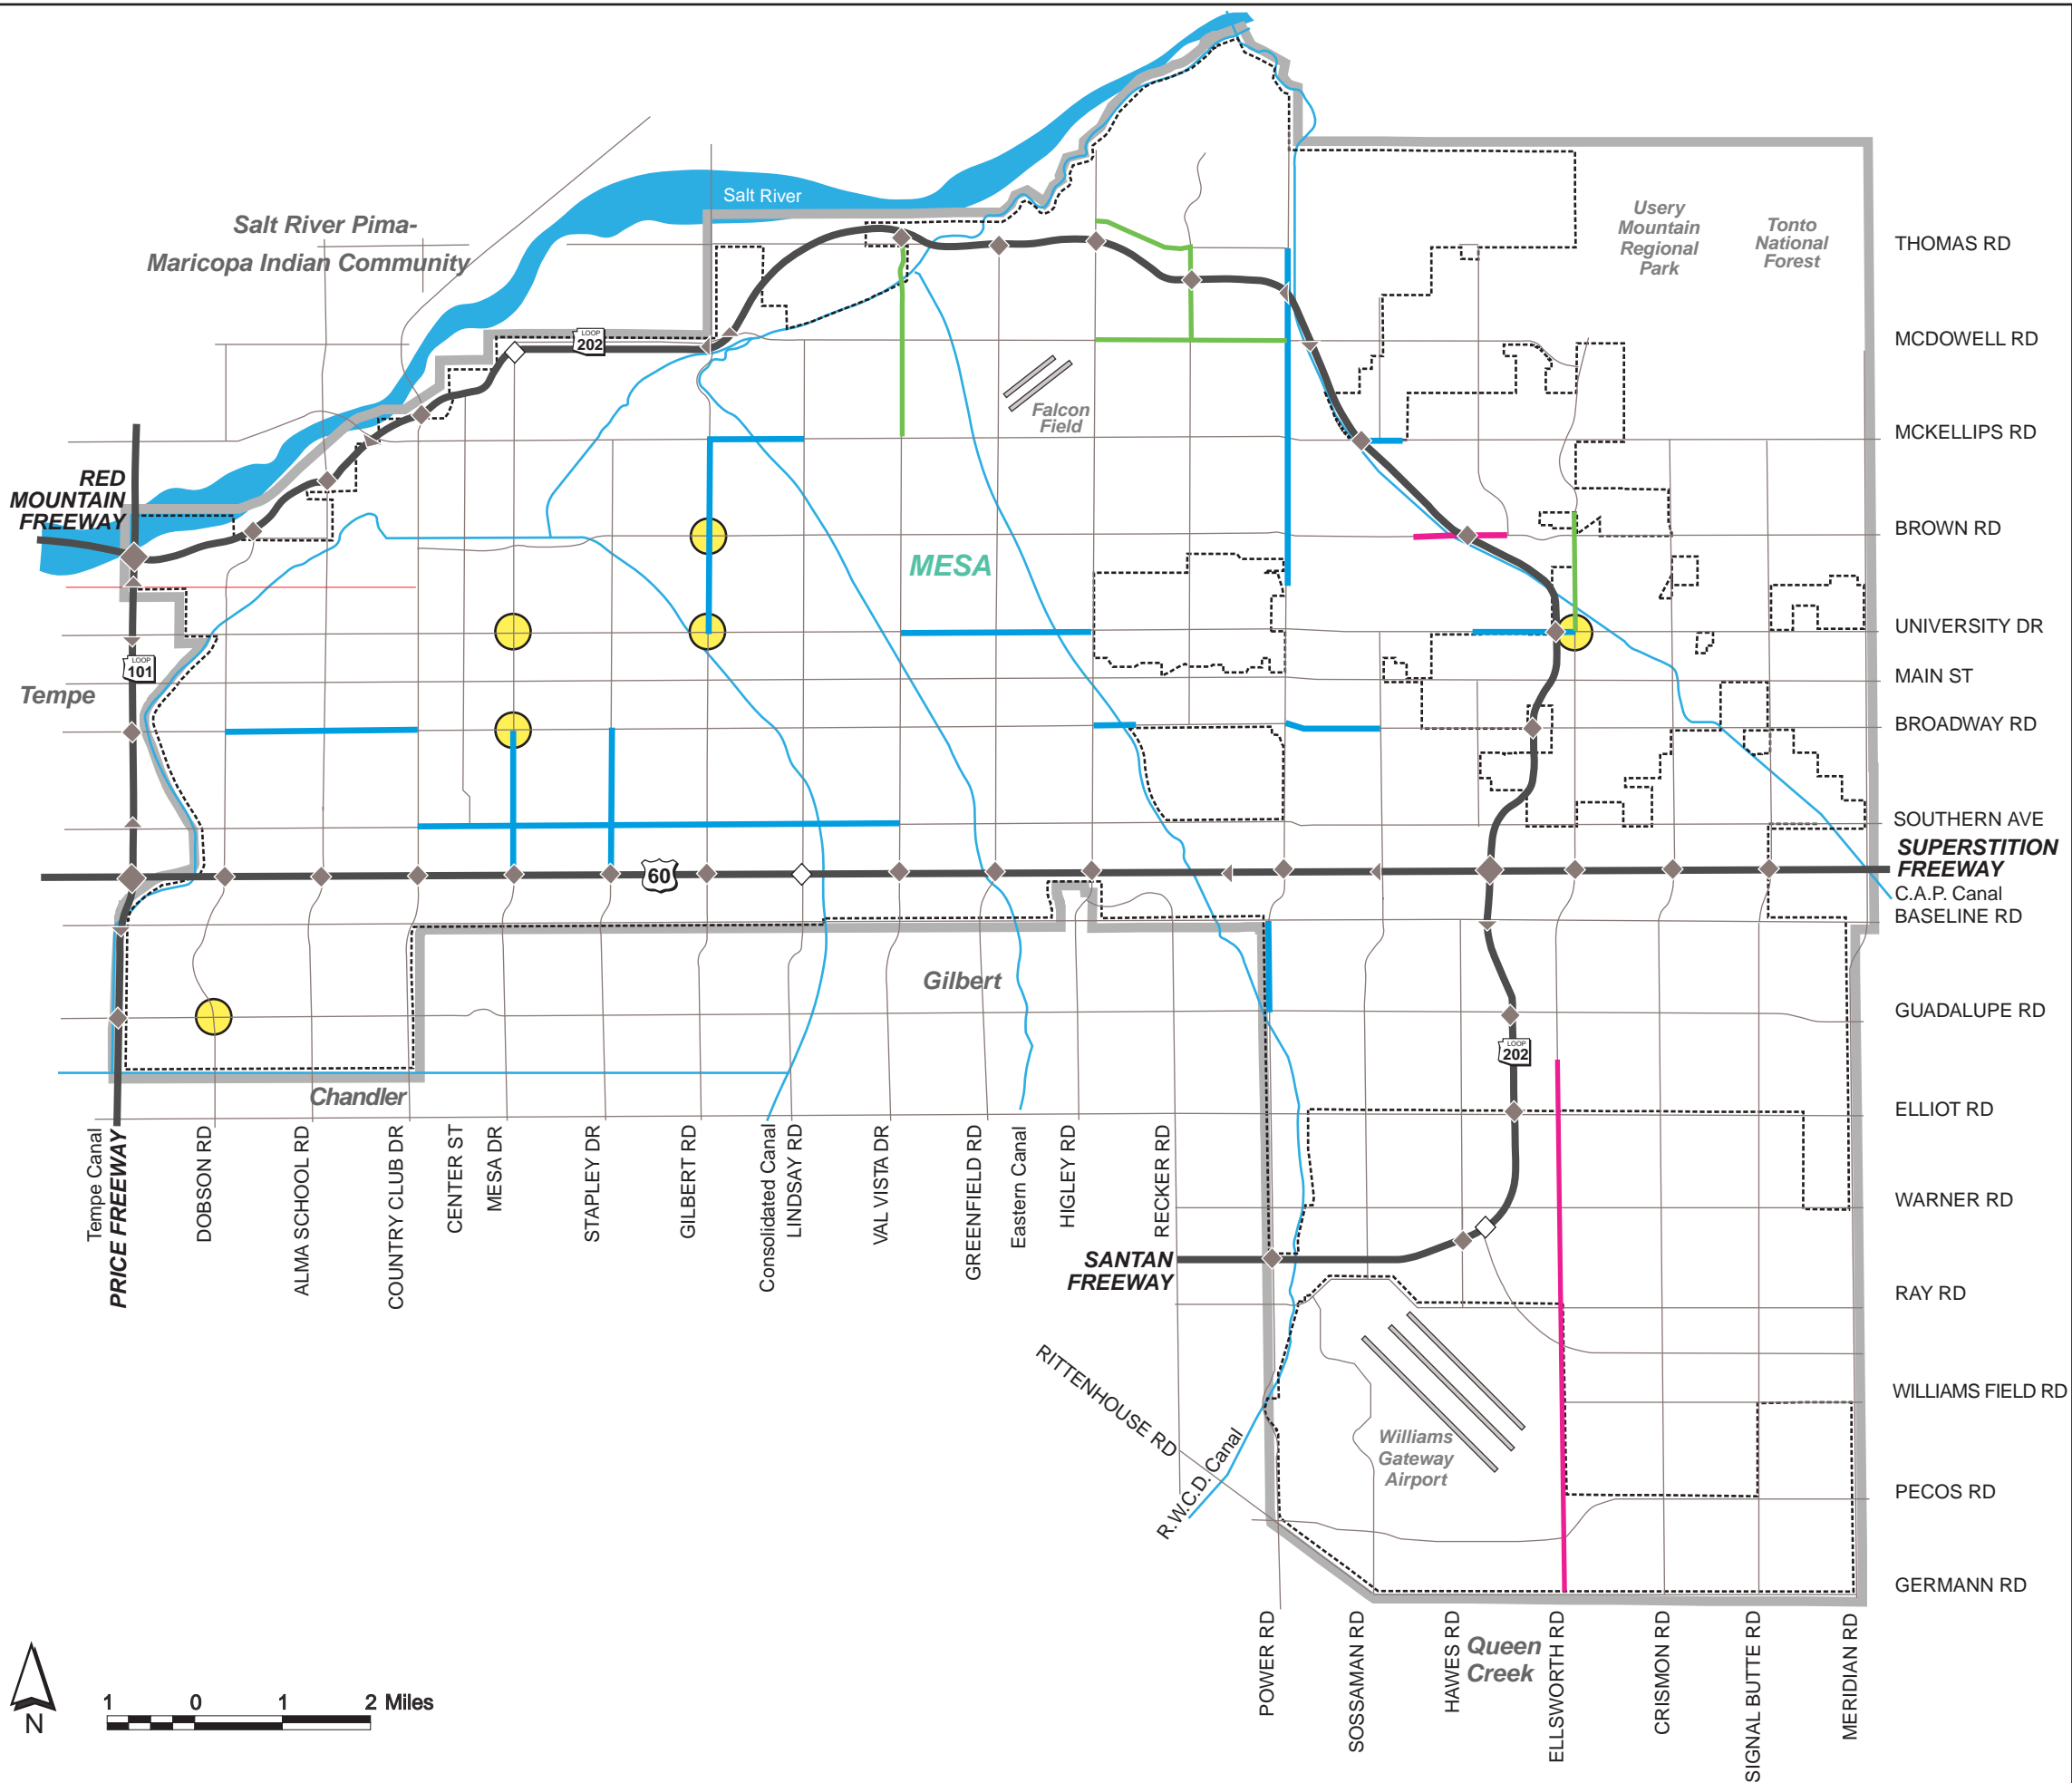 Salt River
Salt River Pima-
Maricopa Indian Community
Usery
Mountain
Regional
Park
Tonto
National
Forest
THOMAS RD
LOOP
202
MCDOWELL RD
Falcon
Field
MCKELLIPS RD
RED
MOUNTAIN
FREEWAY
BROWN RD
MESA
UNIVERSITY DR
LOOP
101
Tempe
MAIN ST
BROADWAY RD
SOUTHERN AVE
SUPERSTITION
FREEWAY
60
C.A.P. Canal
BASELINE RD
Gilbert
GUADALUPE RD
LOOP
202
Chandler
ELLIOT RD
Tempe Canal
PRICE FREEWAY
DOBSON RD
ALMA SCHOOL RD
COUNTRY CLUB DR
CENTER ST
MESA DR
STAPLEY DR
GILBERT RD
Consolidated Canal
LINDSAY RD
VAL VISTA DR
GREENFIELD RD
Eastern Canal
HIGLEY RD
RECKER RD
WARNER RD
SANTAN
FREEWAY
RAY RD
RITTENHOUSE RD
WILLIAMS FIELD RD
R.W.C.D. Canal
Williams
Gateway
Airport
PECOS RD
GERMANN RD
POWER RD
SOSSAMAN RD
HAWES RD
Queen
Creek
ELLSWORTH RD
CRISMON RD
SIGNAL BUTTE RD
MERIDIAN RD
N
1 0 1 2 Miles